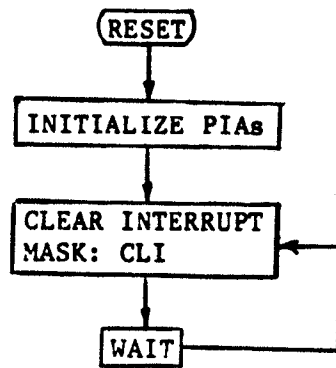 RESET
INITIALIZE PIAs
CLEAR INTERRUPT
MASK: CLI
WAIT